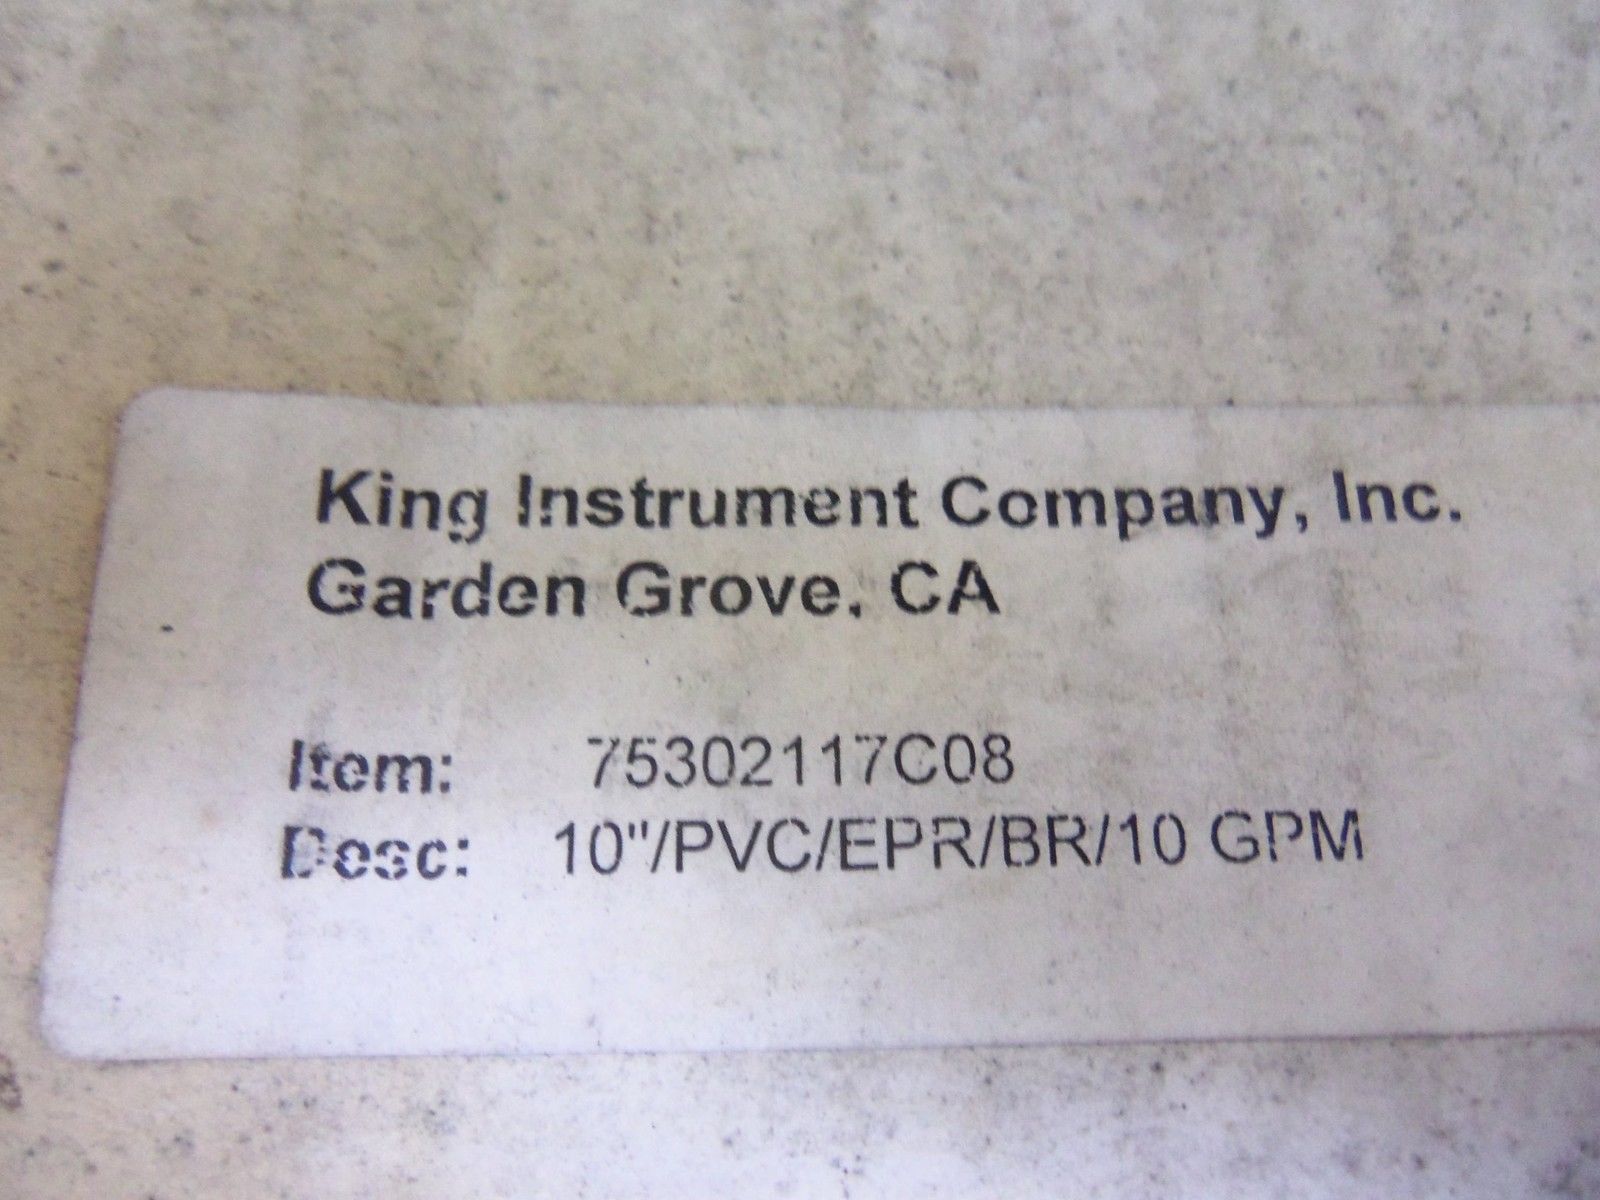 King Instrument Company, Inc.
Garden Grove, CA
Item: 75302117C08
Desc: 10"/PVC/EPR/BR/10 GPM